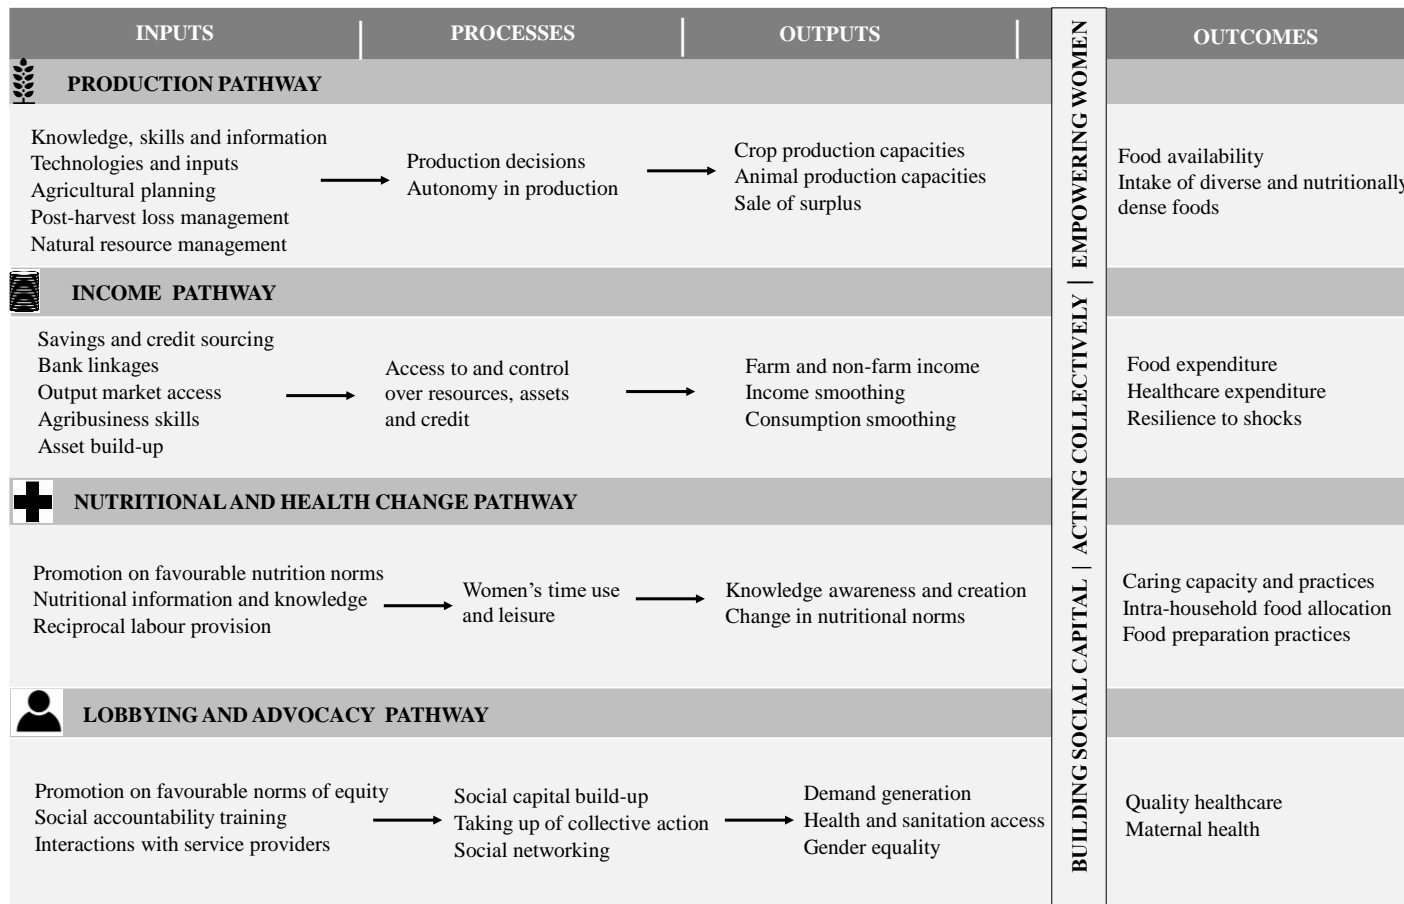 INPUTS
PROCESSES
OUTPUTS
OUTCOMES
PRODUCTION PATHWAY
Knowledge, skills and information
Technologies and inputs
Agricultural planning
Post-harvest loss management
Natural resource management
Production decisions
Autonomy in production
Crop production capacities
Animal production capacities
Sale of surplus
Food availability
Intake of diverse and nutritionally
dense foods
INCOME PATHWAY
Savings and credit sourcing
Bank linkages
Output market access
Agribusiness skills
Asset build-up
Access to and control
over resources, assets
and credit
Farm and non-farm income
Income smoothing
Consumption smoothing
Food expenditure
Healthcare expenditure
Resilience to shocks
NUTRITIONAL AND HEALTH CHANGE PATHWAY
Promotion on favourable nutrition norms
Nutritional information and knowledge
Reciprocal labour provision
Women's time use
and leisure
Knowledge awareness and creation
Change in nutritional norms
Caring capacity and practices
Intra-household food allocation
Food preparation practices
LOBBYING AND ADVOCACY PATHWAY
Promotion on favourable norms of equity
Social accountability training
Interactions with service providers
Social capital build-up
Taking up of collective action
Social networking
Demand generation
Health and sanitation access
Gender equality
Quality healthcare
Maternal health
BUILDING SOCIAL CAPITAL | ACTING COLLECTIVELY | EMPOWERING WOMEN